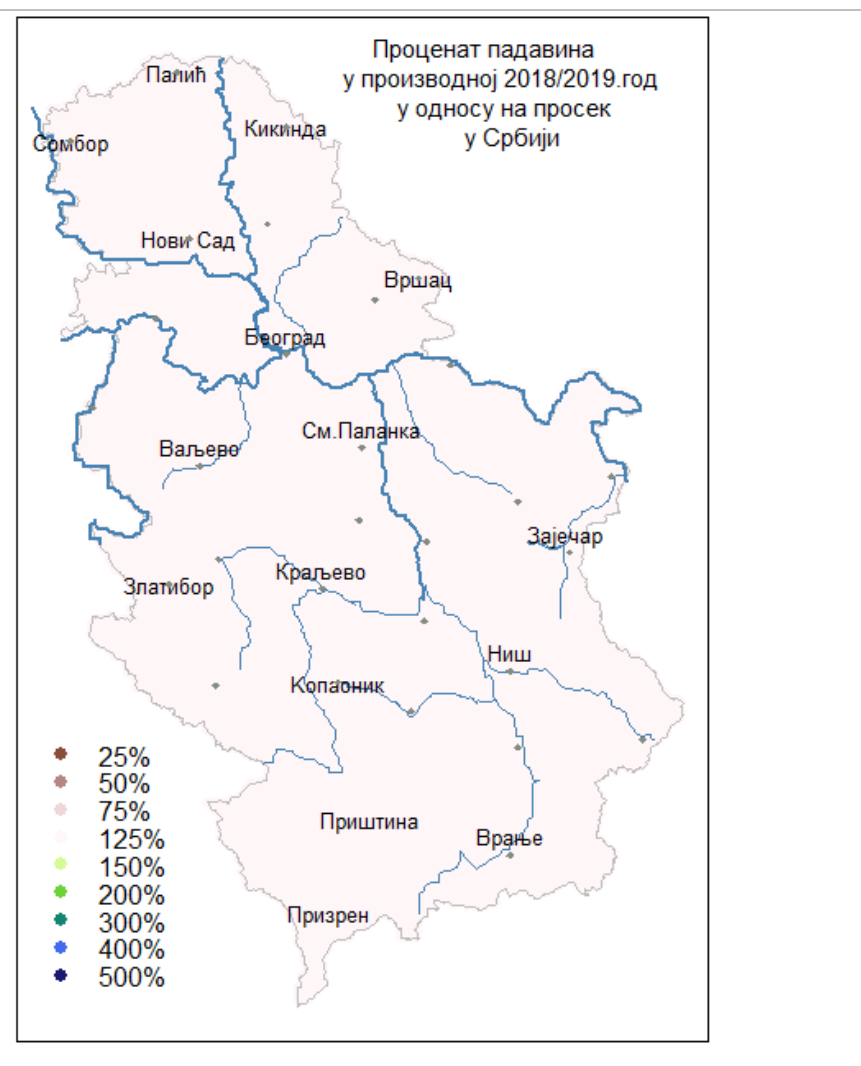 Проценат падавина
у производној 2018/2019.год
у односу на просек
у Србији
Палић
Кикинда
Сомбор
Нови Сад
Вршац
Београд
См.Паланка
Ваљево
Зајечар
Краљево
Златибор
Ниш
Копаоник
Приштина
Врање
Призрен
25%
50%
75%
125%
150%
200%
300%
400%
500%